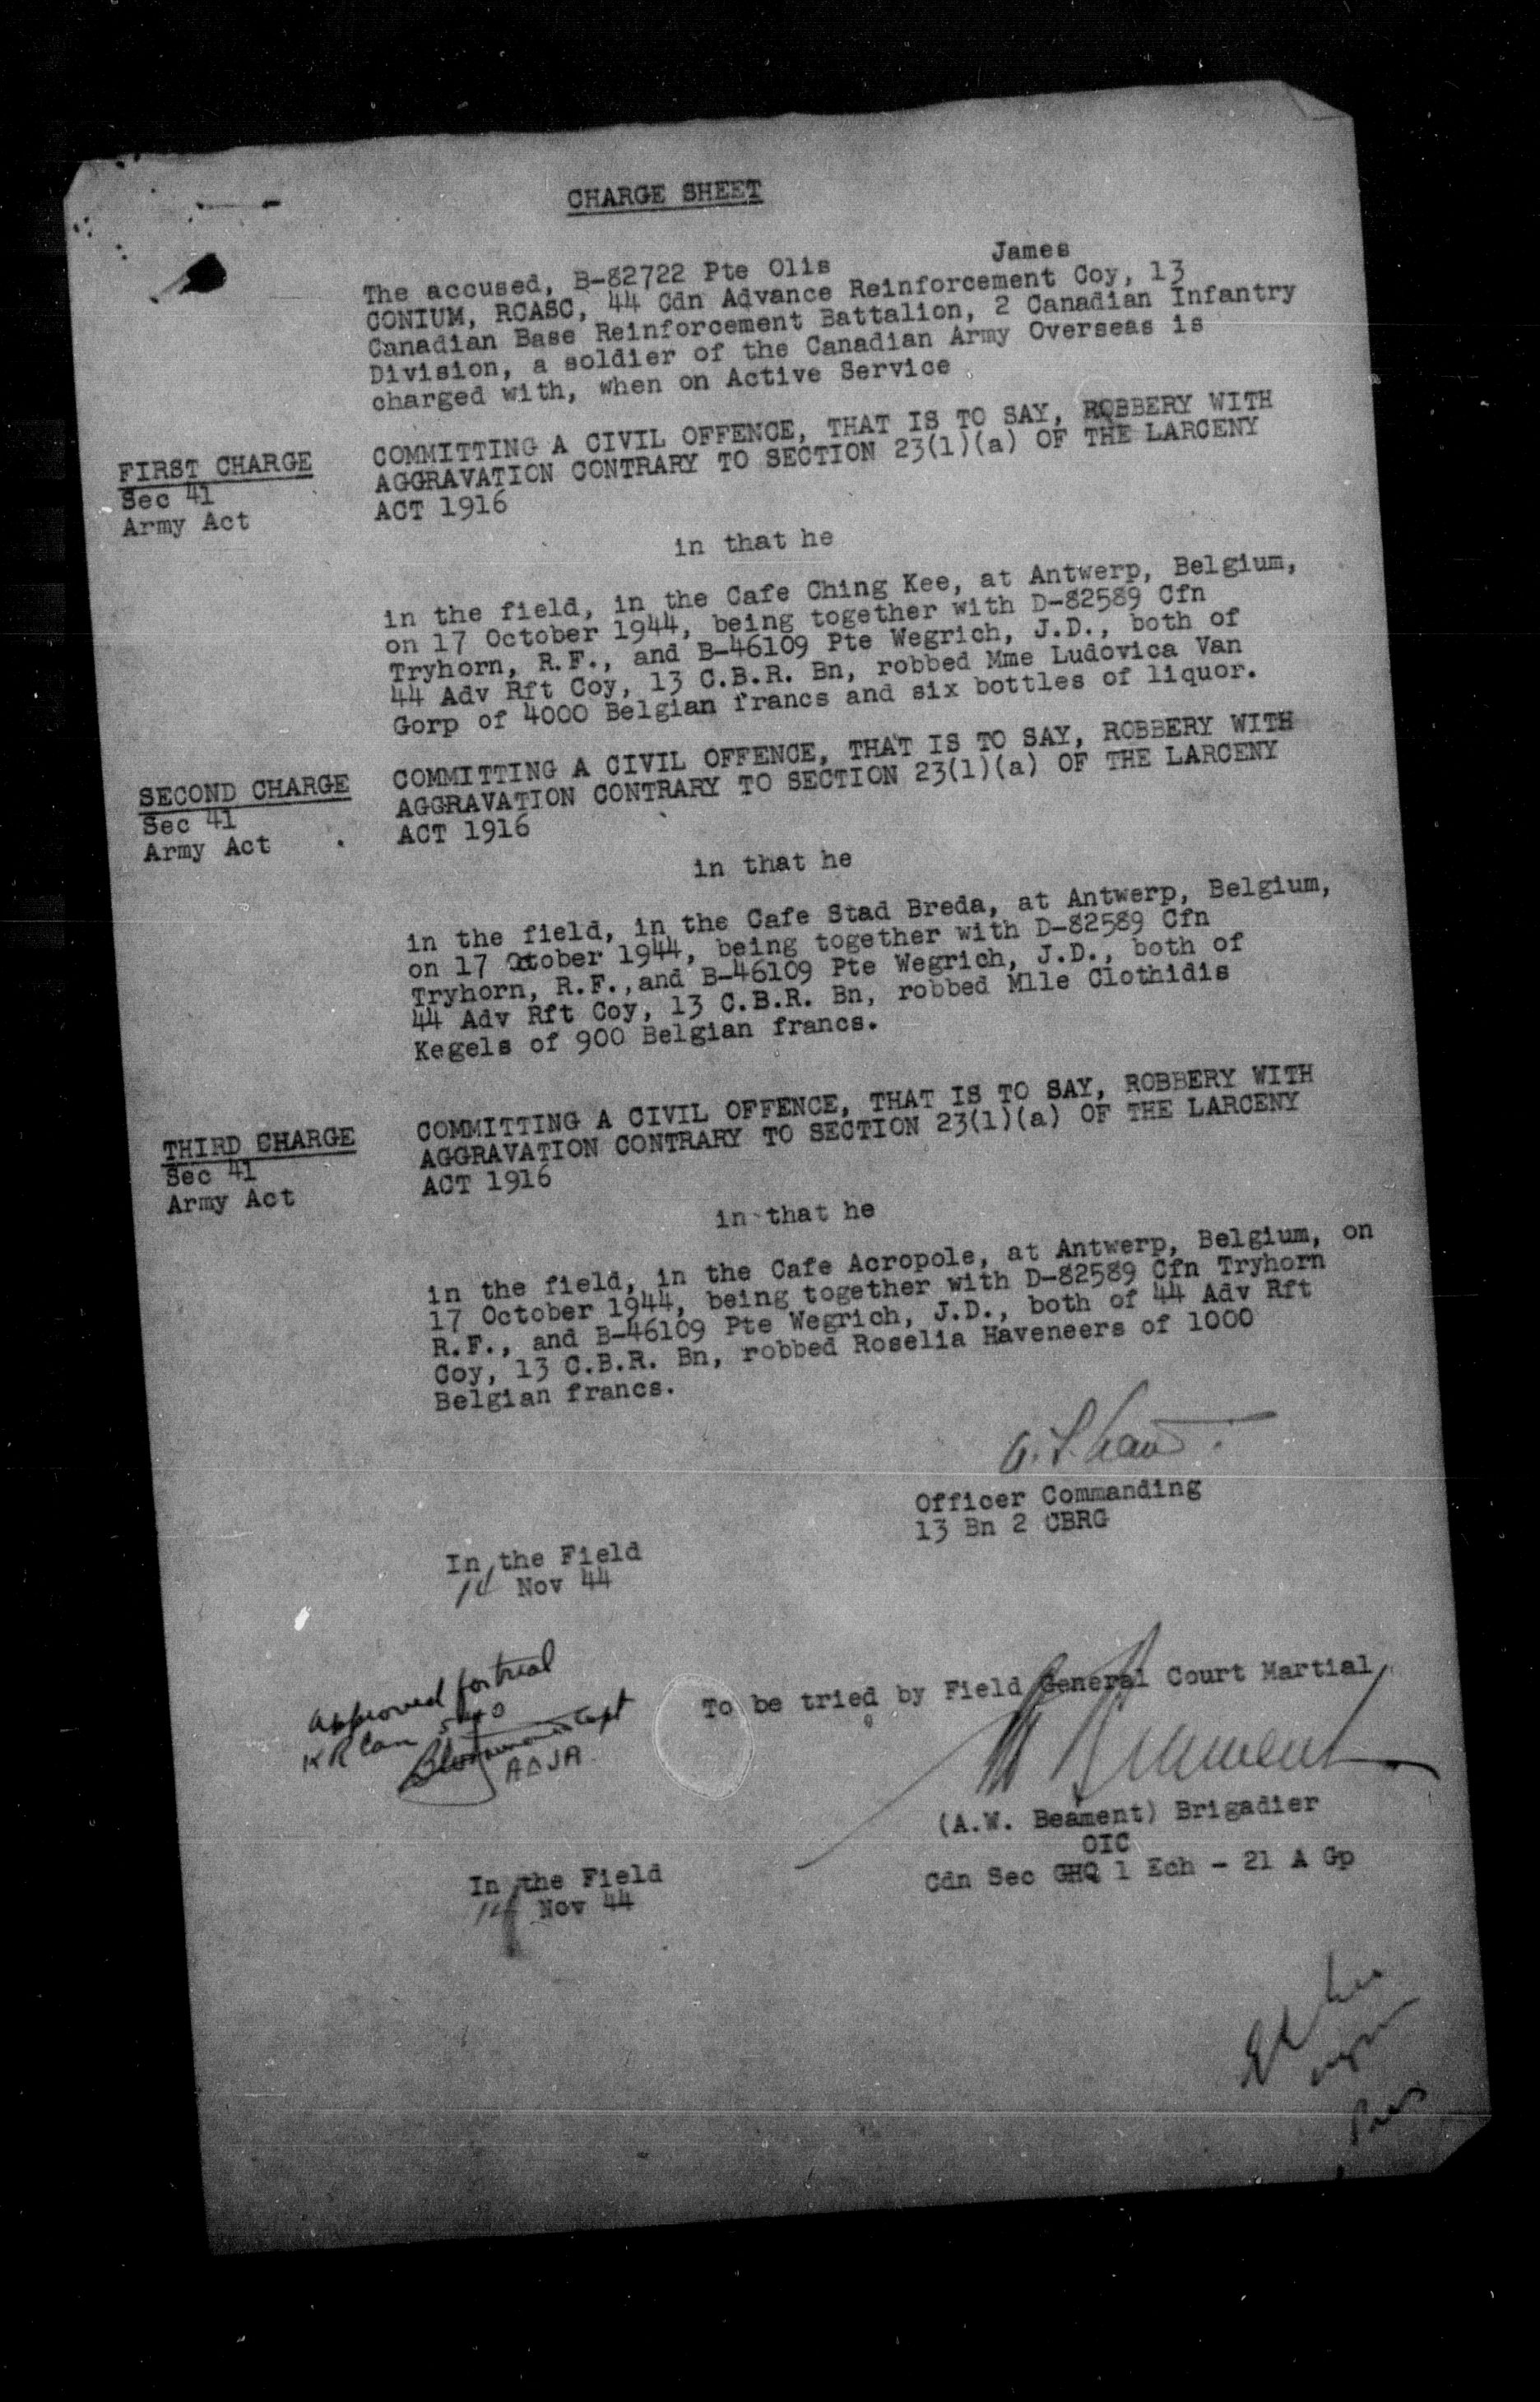 CHARGE SHEET
The accused, B-82722 Pte Olis James
CONIUM, RCASC, 44 Cdn Advance Reinforcement Coy, 13
Canadian Base Reinforcement Battalion, 2 Canadian Infantry
Division, a soldier of the Canadian Army Overseas is
charged with, when on Active Service
FIRST CHARGE
Sec 41
Army Act
COMMITTING A CIVIL OFFENCE, THAT IS TO SAY, ROBBERY WITH
AGGRAVATION CONTRARY TO SECTION 23(1)(a) OF THE LARCENY
ACT 1916
in that he
in the field, in the Cafe Ching Kee, at Antwerp, Belgium,
on 17 October 1944, being together with D-82589 Cfn
Tryhorn, R.F., and B-46109 Pte Wegrich, J.D., both of
44 Adv Rft Coy, 13 C.B.R. Bn, robbed Mme Ludovica Van
Gorp of 4000 Belgian francs and six bottles of liquor.
SECOND CHARGE
Sec 41
Army Act
COMMITTING A CIVIL OFFENCE, THAT IS TO SAY, ROBBERY WITH
AGGRAVATION CONTRARY TO SECTION 23(1)(a) OF THE LARCENY
ACT 1916
in that he
in the field, in the Cafe Stad Breda, at Antwerp, Belgium,
on 17 October 1944, being together with D-82589 Cfn
Tryhorn, R.F.,and B-46109 Pte Wegrich, J.D., both of
44 Adv Rft Coy, 13 C.B.R. Bn, robbed Mlle Clothidis
Kegels of 900 Belgian francs.
THIRD CHARGE
Sec 41
Army Act
COMMITTING A CIVIL OFFENCE, THAT IS TO SAY, ROBBERY WITH
AGGRAVATION CONTRARY TO SECTION 23(1)(a) OF THE LARCENY
ACT 1916
in that he
in the field, in the Cafe Acropole, at Antwerp, Belgium, on
17 October 1944, being together with D-82589 Cfn Tryhorn
R.F., and B-46109 Pte Wegrich, J.D., both of 44 Adv Rft
Coy, 13 C.B.R. Bn, robbed Roselia Haveneers of 1000
Belgian francs.
Officer Commanding
13 Bn 2 CBRG
In the Field
Nov 44
Approved for trial
KR Can 540
Capt
ADJA
To be tried by Field General Court Martial
Beament
(A.W. Beament) Brigadier
OIC
Cdn Sec GHQ 1 Ech - 21 A Gp
In the Field
14 Nov 44